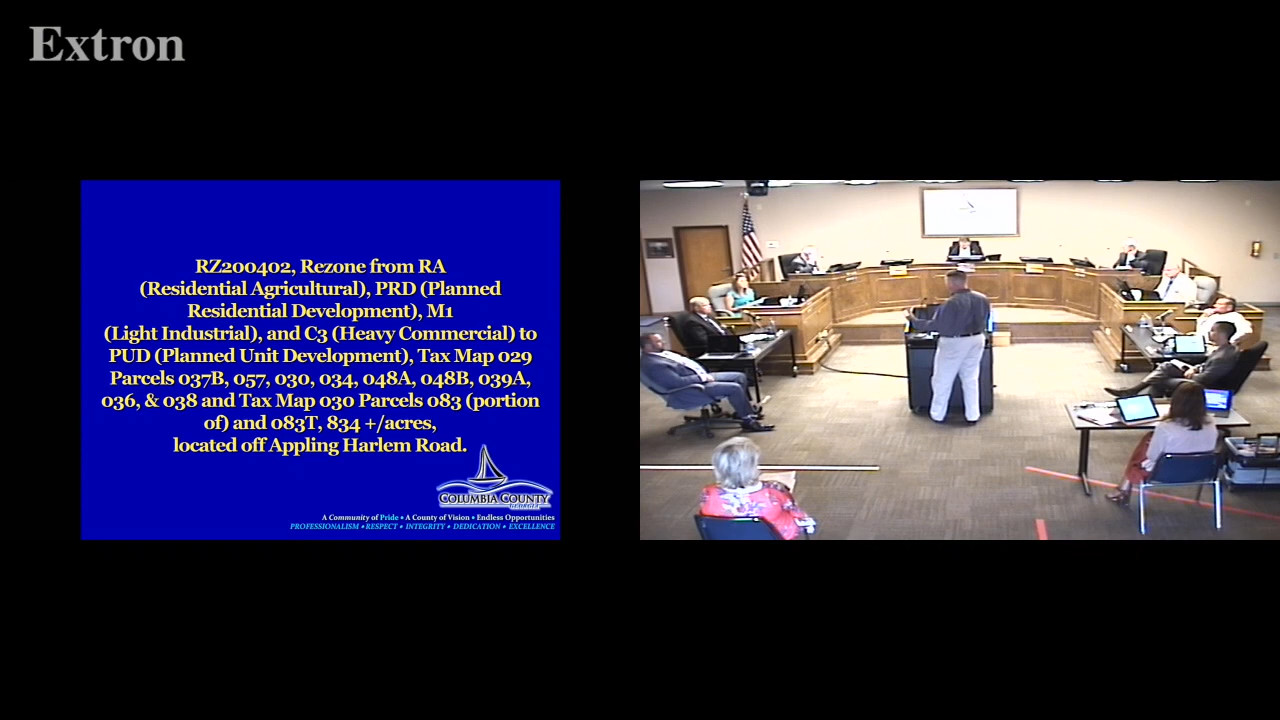 Extron
RZ200402, Rezone from RA
(Residential Agricultural), PRD (Planned
Residential Development), M1
(Light Industrial), and C3 (Heavy Commercial) to
PUD (Planned Unit Development), Tax Map 029
Parcels 037B, 057, 030, 034, 048A, 048B, 039A,
036, & 038 and Tax Map 030 Parcels 083 (portion
of) and 083T, 834 +/acres,
located off Appling Harlem Road.
COLUMBIA COUNTY
GEORGIA
A Community of Pride • A County of Vision • Endless Opportunities
PROFESSIONALISM • RESPECT • INTEGRITY • DEDICATION • EXCELLENCE